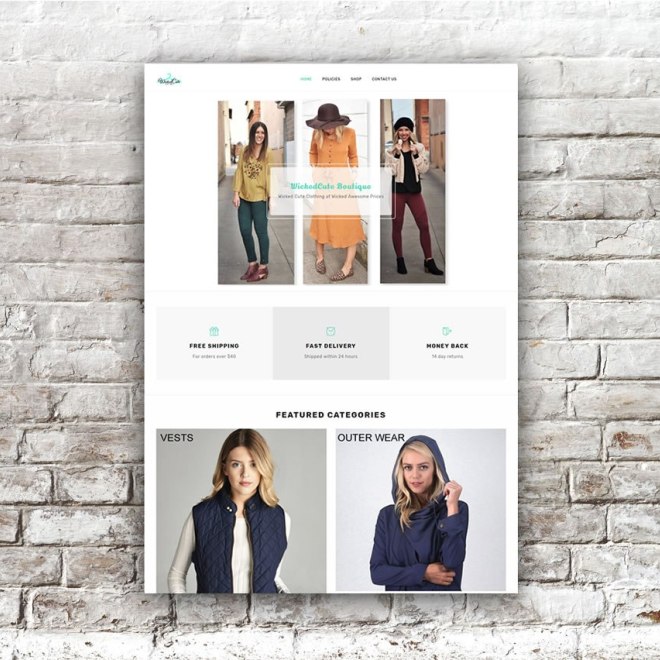 WickedCute
HOME POLICIES SHOP CONTACT US
WickedCute Boutique
Wicked Cute Clothing at Wicked Awesome Prices
FREE SHIPPING
For orders over $40
FAST DELIVERY
Shipped within 24 hours
MONEY BACK
14 day returns
FEATURED CATEGORIES
VESTS
OUTER WEAR